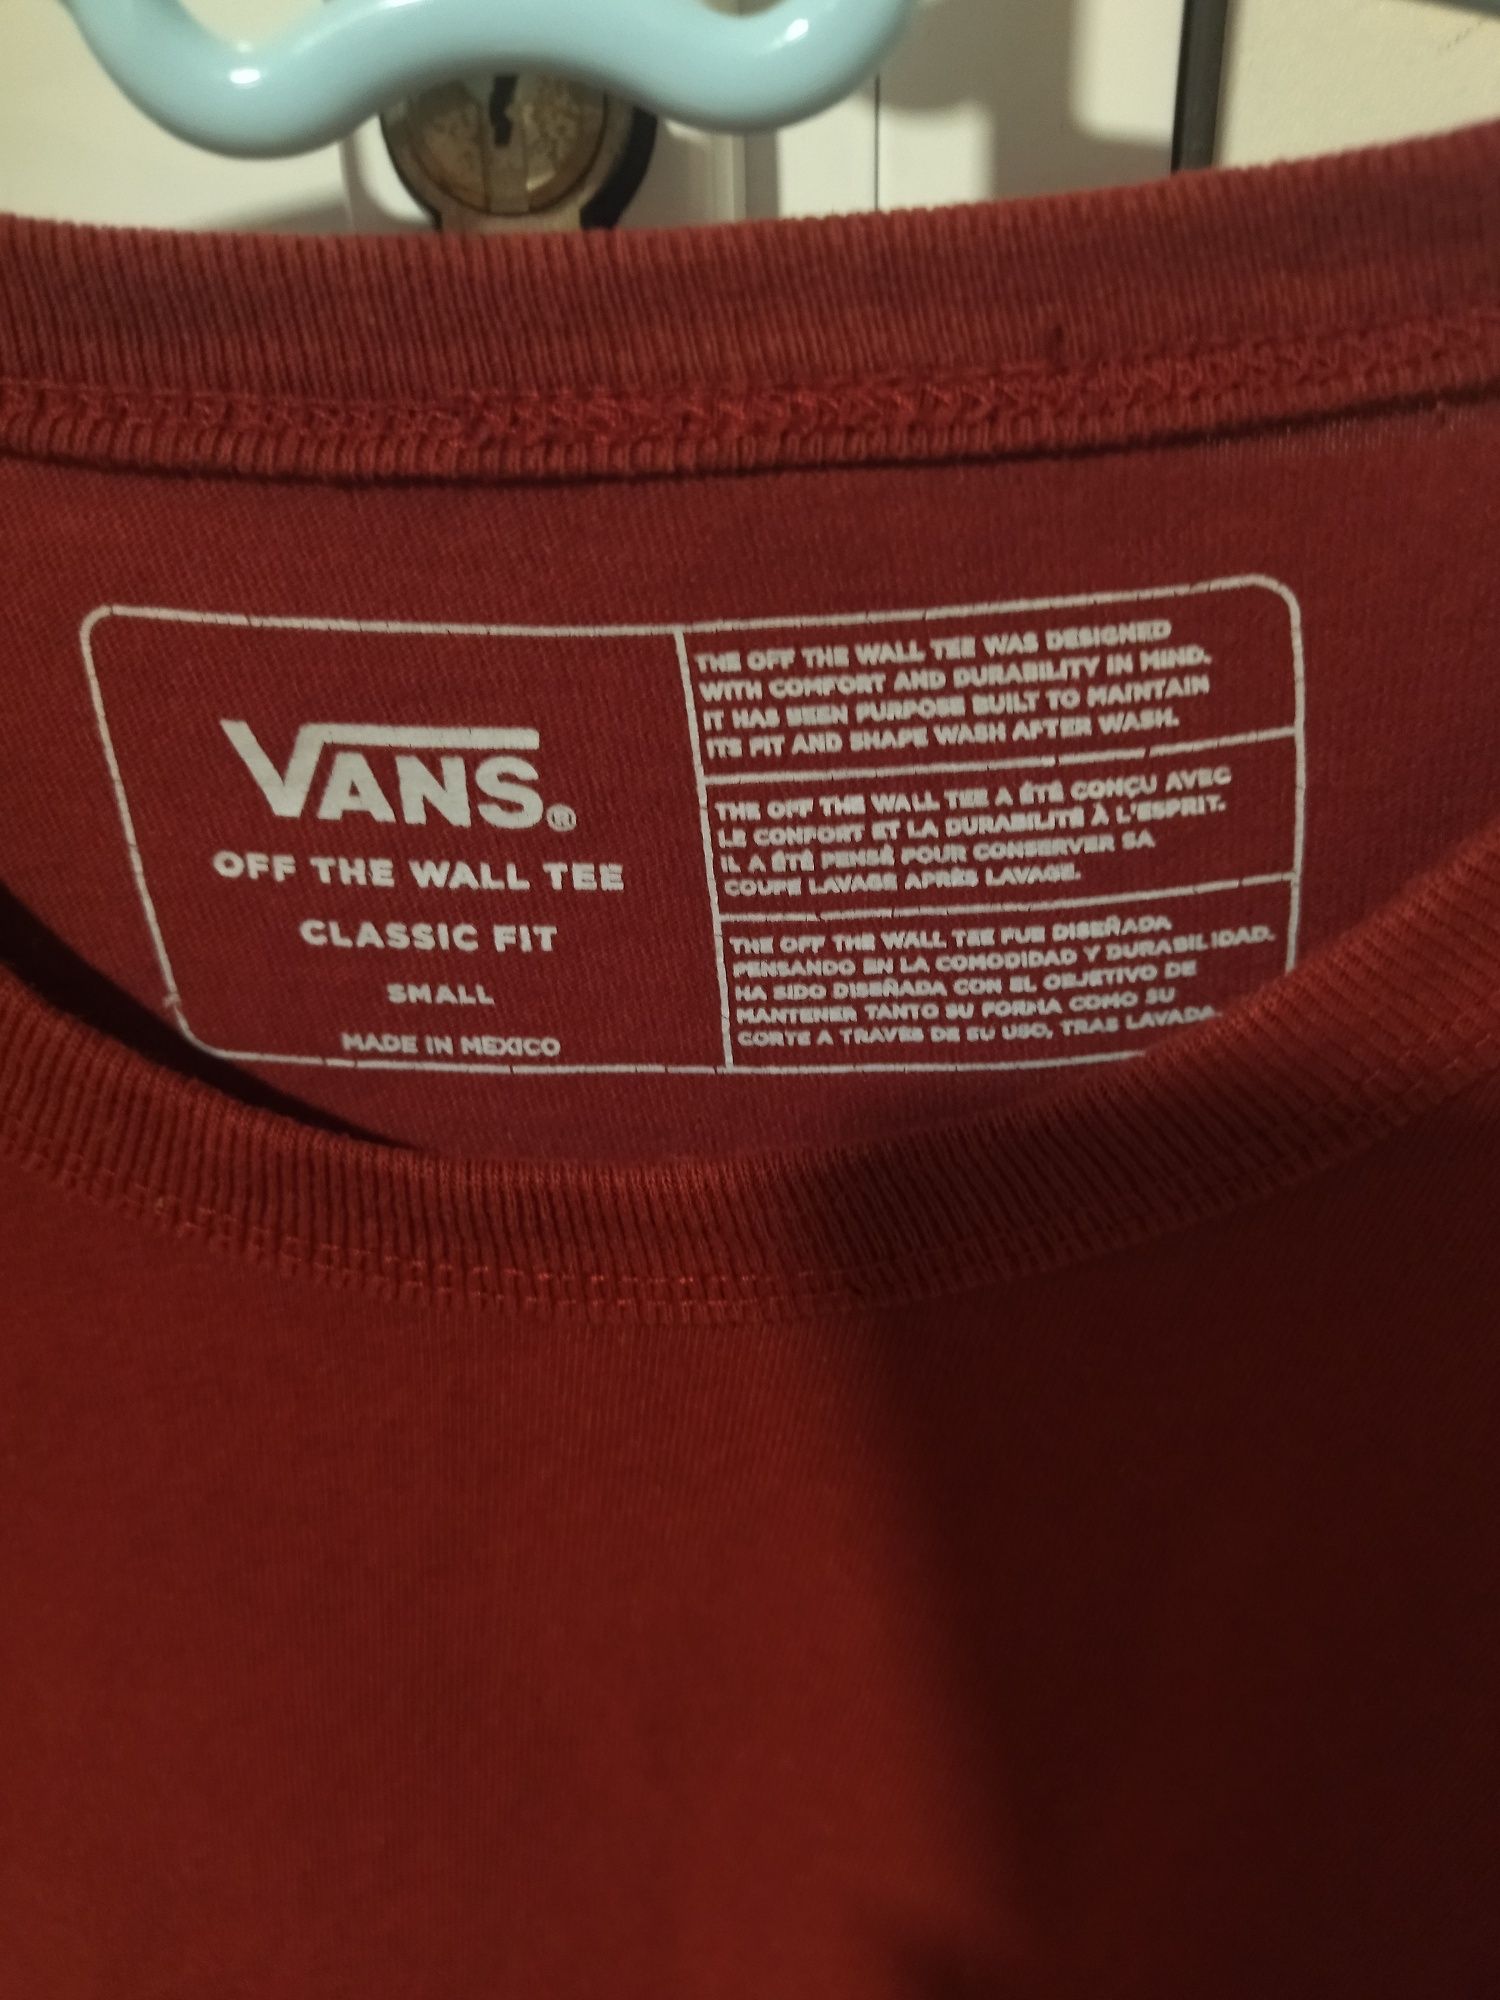 VANS®
OFF THE WALL TEE
CLASSIC FIT
SMALL
MADE IN MEXICO
THE OFF THE WALL TEE WAS DESIGNED
WITH COMFORT AND DURABILITY IN MIND.
IT HAS BEEN PURPOSE BUILT TO MAINTAIN
ITS FIT AND SHAPE WASH AFTER WASH.
THE OFF THE WALL TEE A ÉTÉ CONÇU AVEC
LE CONFORT ET LA DURABILITÉ À L'ESPRIT.
IL A ÉTÉ PENSÉ POUR CONSERVER SA
COUPE LAVAGE APRÈS LAVAGE.
THE OFF THE WALL TEE FUE DISEÑADA
PENSANDO EN LA COMODIDAD Y DURABILIDAD.
HA SIDO DISEÑADA CON EL OBJETIVO DE
MANTENER TANTO SU FORMA COMO SU
CORTE A TRAVES DE SU USO, TRAS LAVADA.